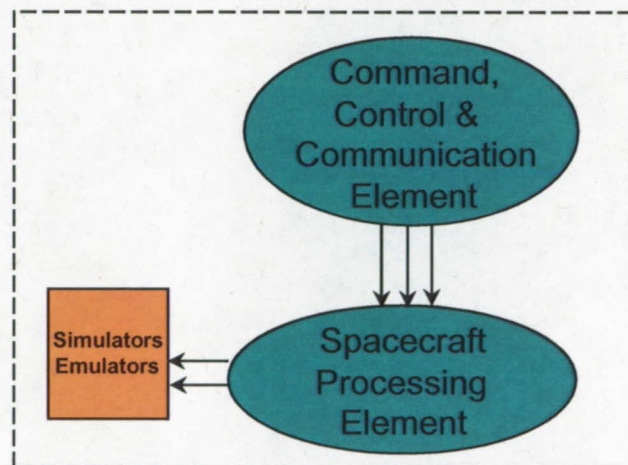 Command,
Control &
Communication
Element
Simulators
Emulators
Spacecraft
Processing
Element